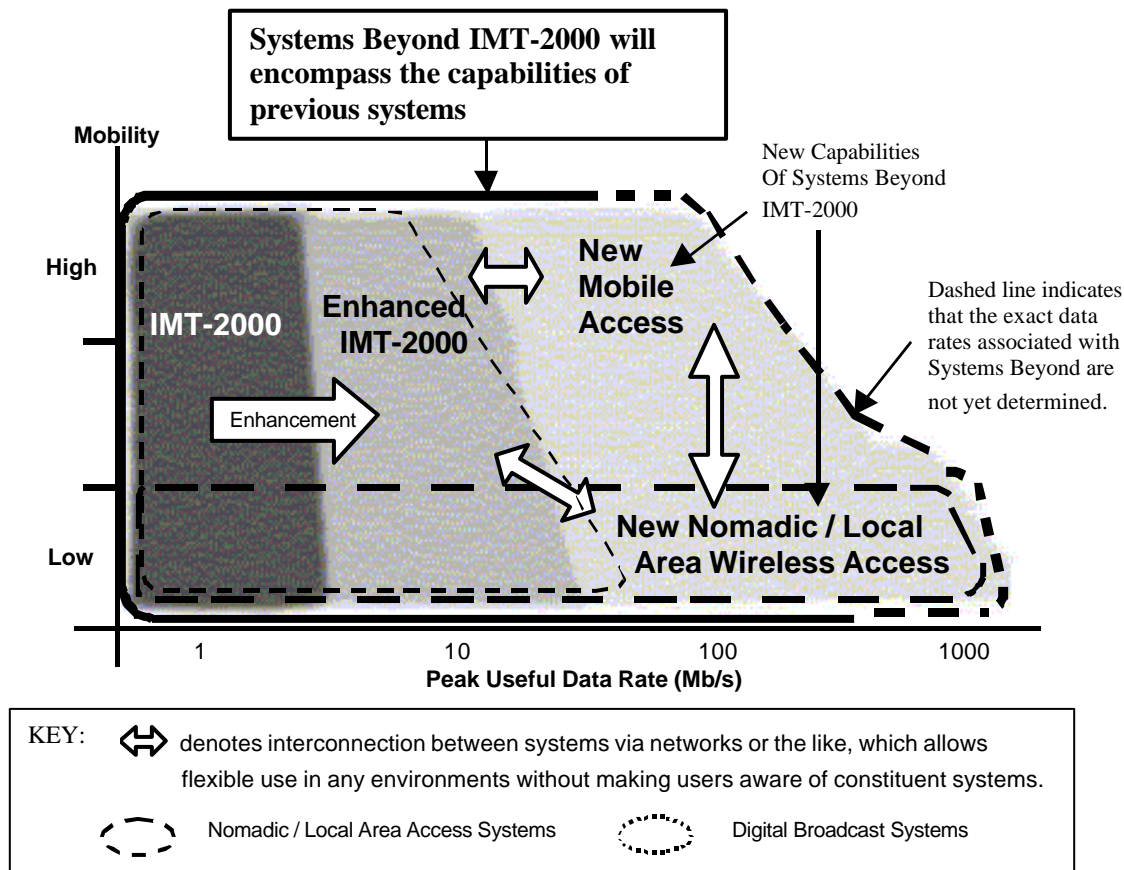 Systems Beyond IMT-2000 will
encompass the capabilities of
previous systems
Mobility
New Capabilities
Of Systems Beyond
IMT-2000
High
New
Mobile
Access
Dashed line indicates
that the exact data
rates associated with
Systems Beyond are
not yet determined.
IMT-2000
Enhanced
IMT-2000
Enhancement
Low
New Nomadic / Local
Area Wireless Access
1
10
100
1000
Peak Useful Data Rate (Mb/s)
KEY:
denotes interconnection between systems via networks or the like, which allows
flexible use in any environments without making users aware of constituent systems.
Nomadic / Local Area Access Systems
Digital Broadcast Systems